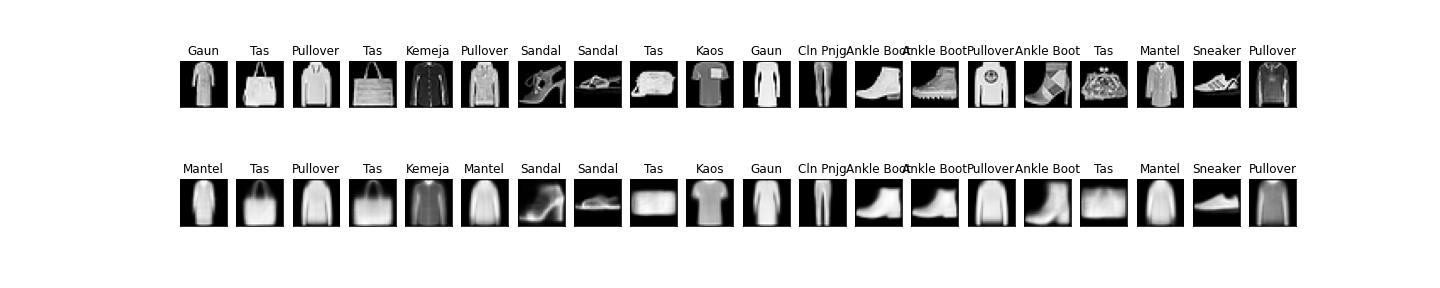 Gaun Tas Pullover Tas Kemeja Pullover Sandal Sandal Tas Kaos Gaun Cln Pnjg Ankle Boot Ankle Boot Pullover Ankle Boot Tas Mantel Sneaker Pullover
Mantel Tas Pullover Tas Kemeja Mantel Sandal Sandal Tas Kaos Gaun Cln Pnjg Ankle Boot Ankle Boot Pullover Ankle Boot Tas Mantel Sneaker Pullover